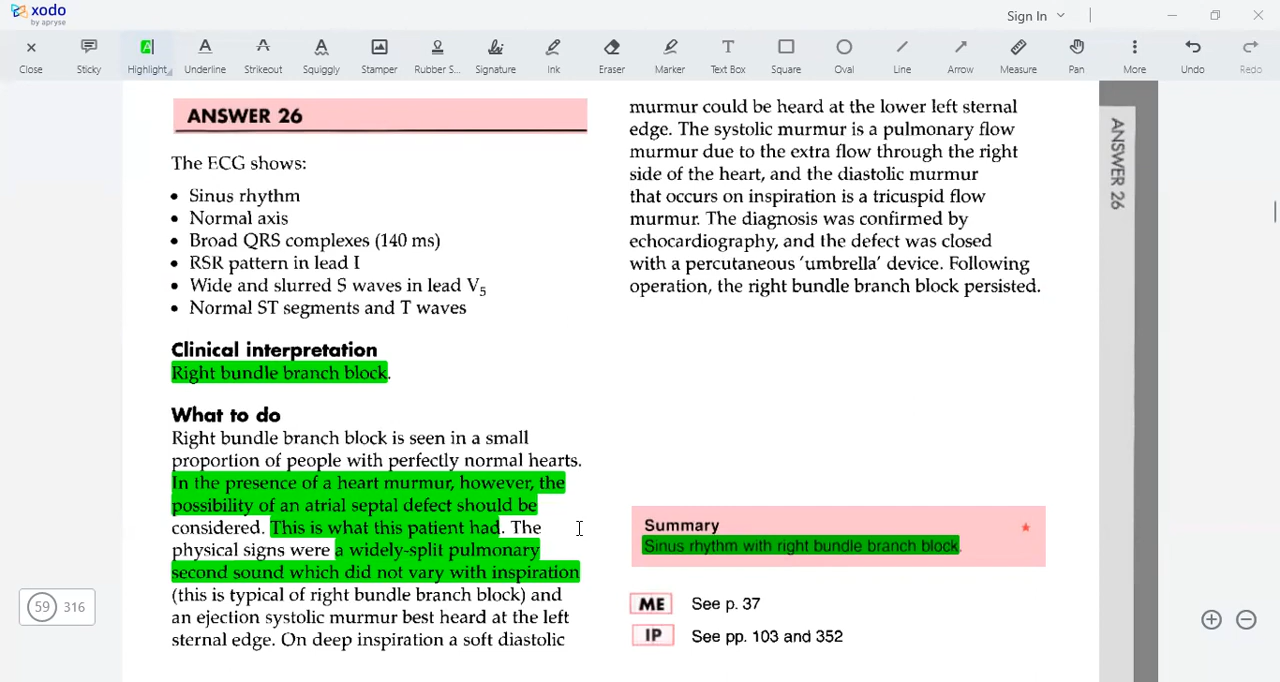 xodo
by apryse
Sign In
Close
Sticky
Highlight
Underline
Strikeout
Squiggly
Stamper
Rubber S...
Signature
Ink
Eraser
Marker
Text Box
Square
Oval
Line
Arrow
Measure
Pan
More
Undo
Redo
ANSWER 26
The ECG shows:
• Sinus rhythm
• Normal axis
• Broad QRS complexes (140 ms)
• RSR pattern in lead I
• Wide and slurred S waves in lead V5
• Normal ST segments and T waves
Clinical interpretation
Right bundle branch block.
What to do
Right bundle branch block is seen in a small
proportion of people with perfectly normal hearts.
In the presence of a heart murmur, however, the
possibility of an atrial septal defect should be
considered. This is what this patient had. The
physical signs were a widely-split pulmonary
second sound which did not vary with inspiration
(this is typical of right bundle branch block) and
an ejection systolic murmur best heard at the left
sternal edge. On deep inspiration a soft diastolic
murmur could be heard at the lower left sternal
edge. The systolic murmur is a pulmonary flow
murmur due to the extra flow through the right
side of the heart, and the diastolic murmur
that occurs on inspiration is a tricuspid flow
murmur. The diagnosis was confirmed by
echocardiography, and the defect was closed
with a percutaneous 'umbrella' device. Following
operation, the right bundle branch block persisted.
Summary
Sinus rhythm with right bundle branch block.
ME See p. 37
IP See pp. 103 and 352
ANSWER 26
59 316